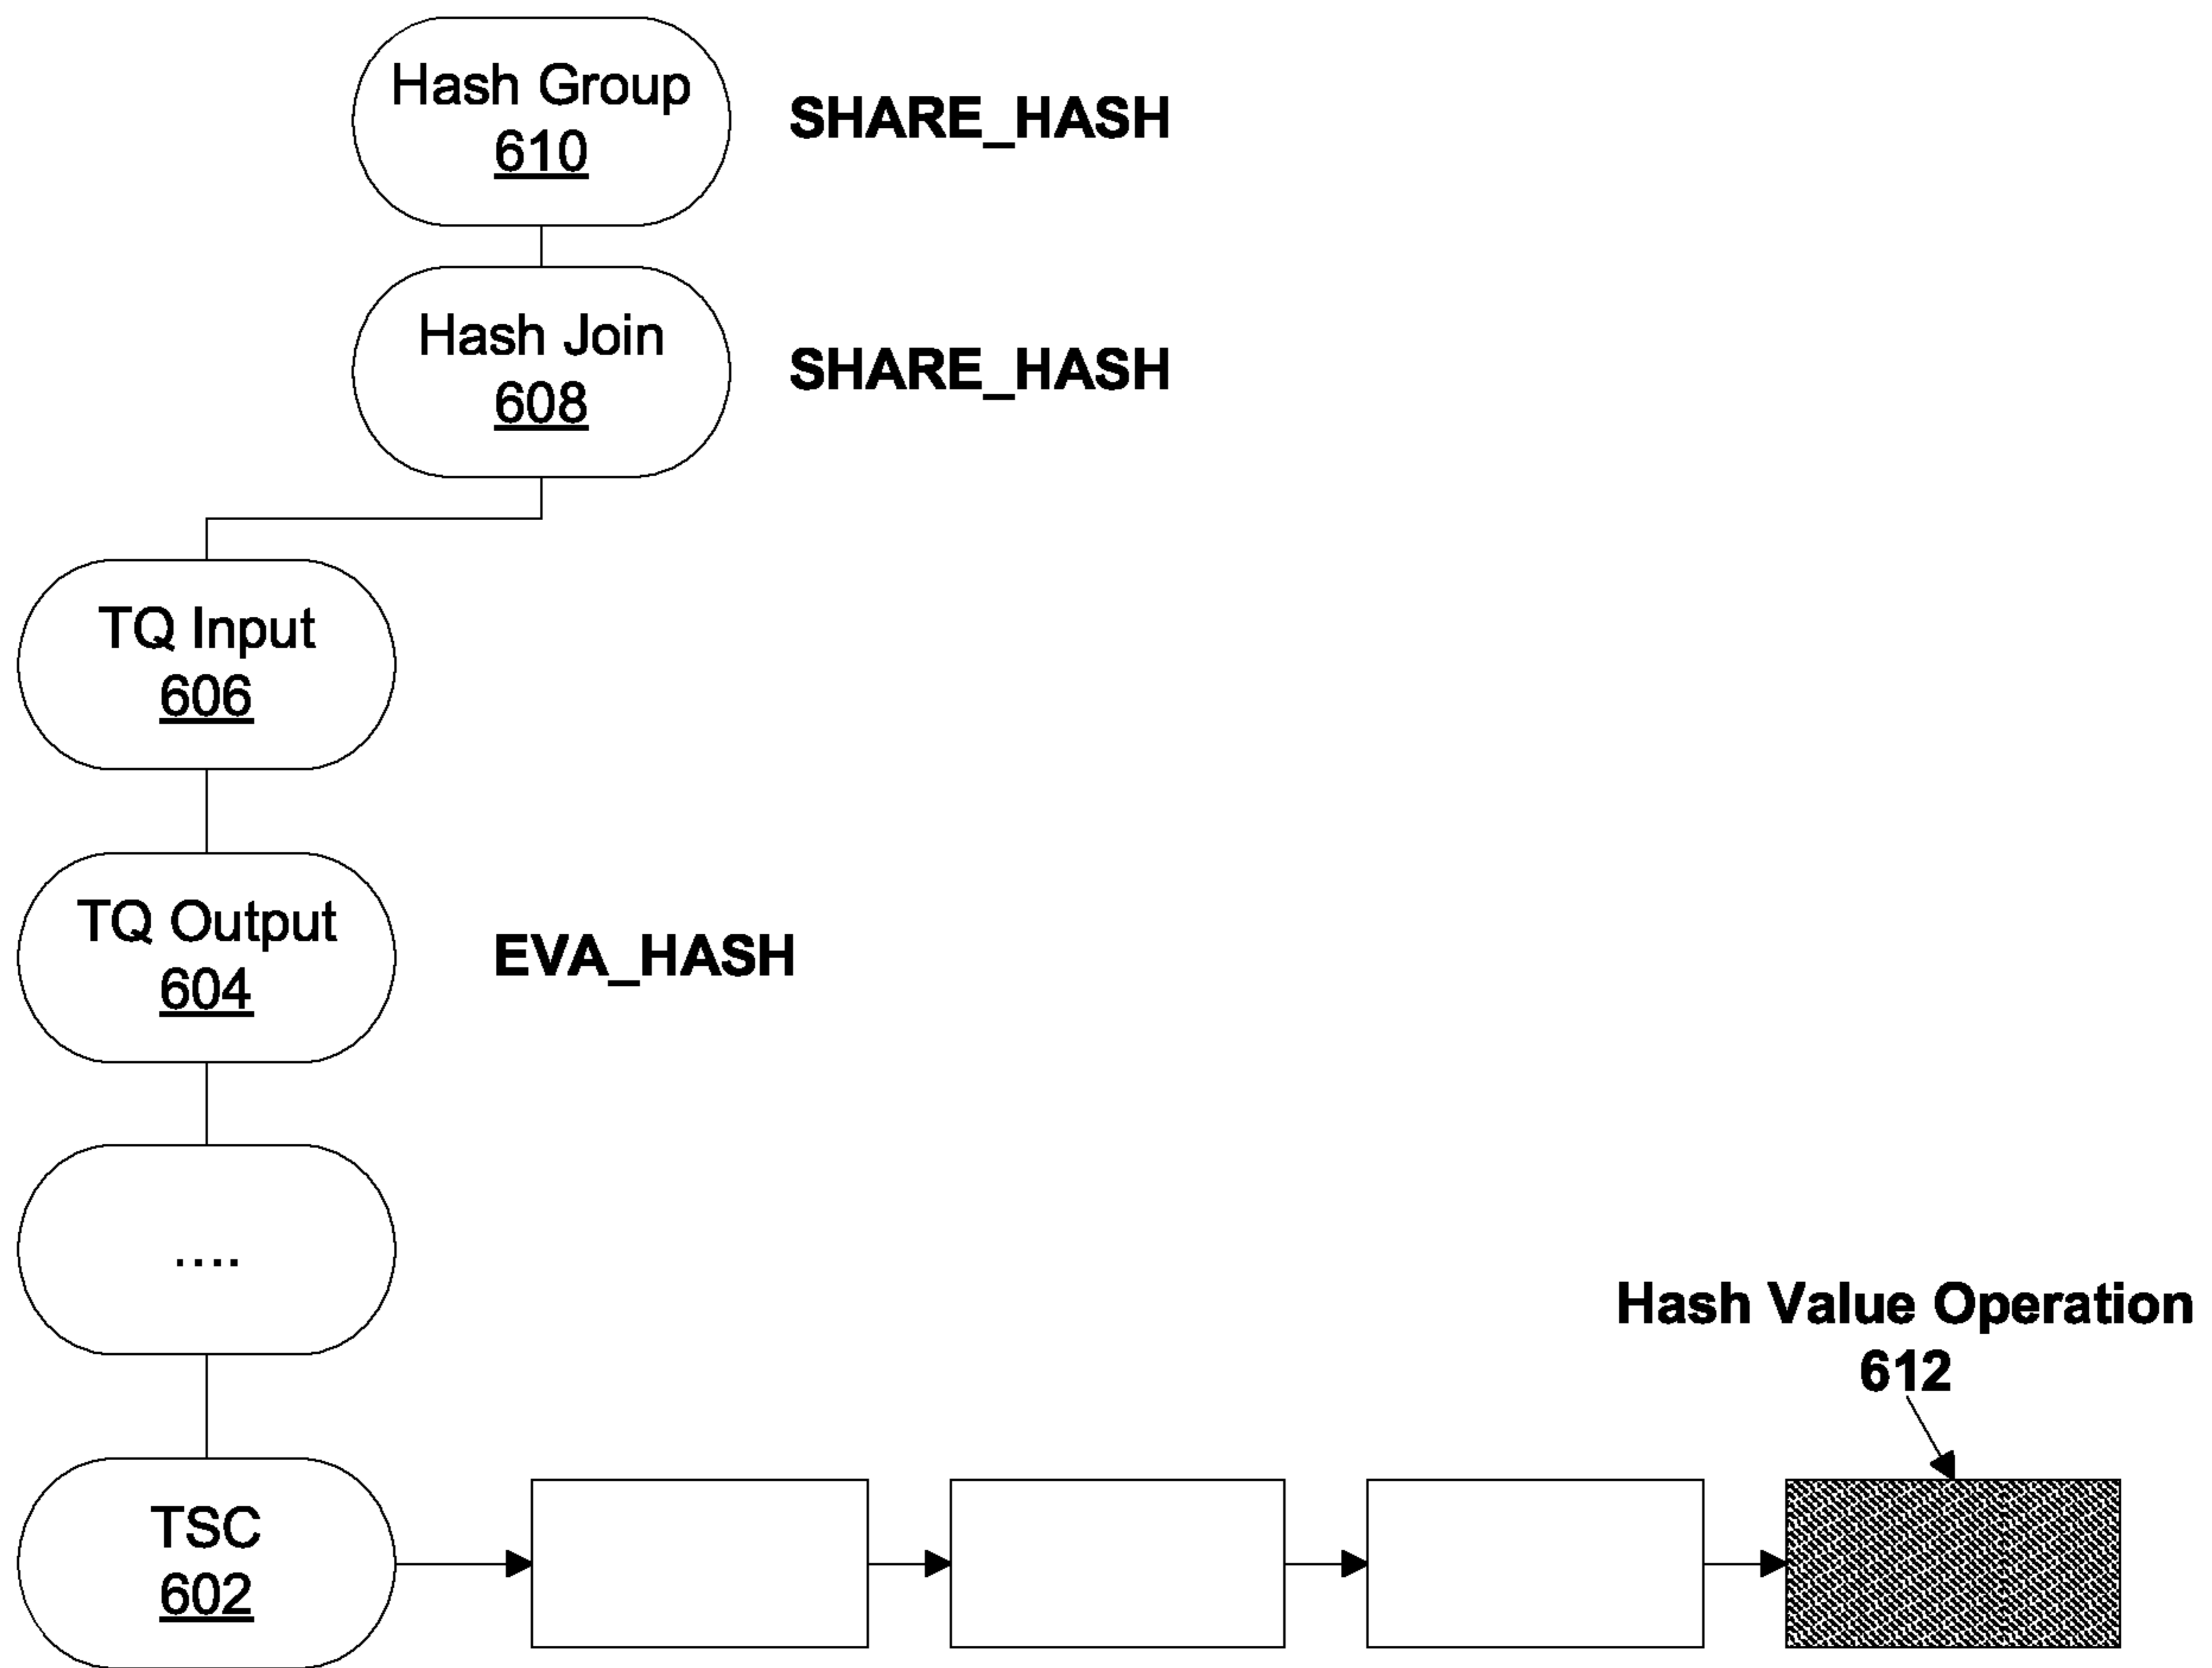 Hash Group
610
SHARE_HASH
Hash Join
608
SHARE_HASH
TQ Input
606
TQ Output
604
EVA_HASH
....
Hash Value Operation
612
TSC
602